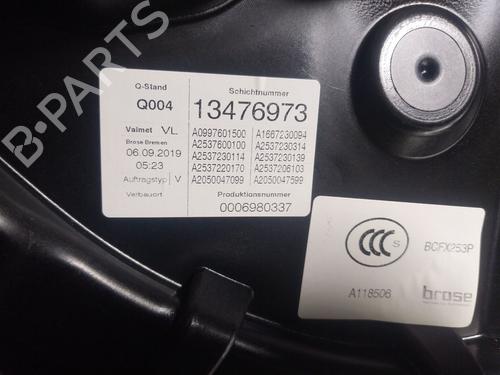 B-PARTS
Q-Stand
Q004
Schichtnummer
13476973
Valmet VL
Brose Bremen
06.09.2019
05:23
Auftragstyp V
Verbauort
A0997601500 A1667230094
A2537600100 A2537230314
A2537230114 A2537230139
A2537220170 A2537206103
A2050047099 A2050047599
Produktionsnummer
0006980337
CCC S
BCFX253P
A118506
brose